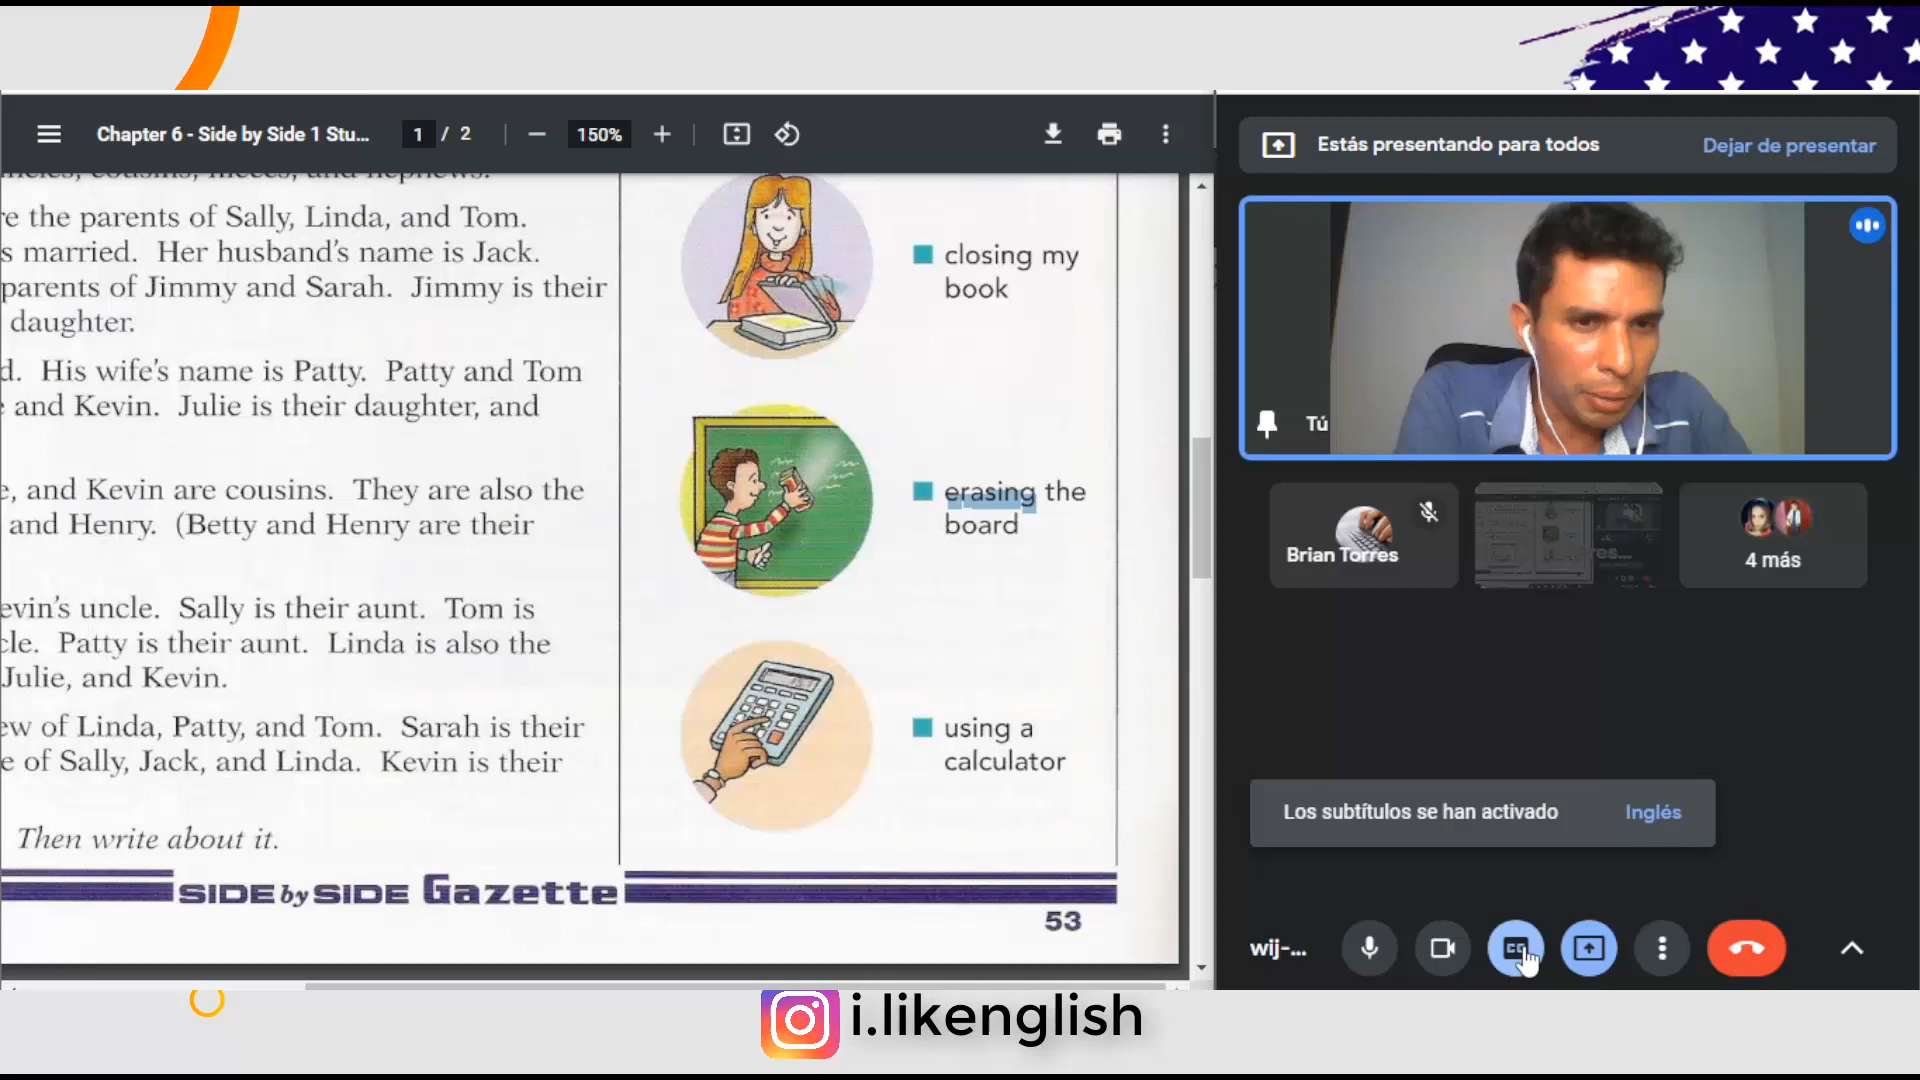 Chapter 6 - Side by Side 1 Stu...
1 / 2
150%
re the parents of Sally, Linda, and Tom.
s married. Her husband's name is Jack.
parents of Jimmy and Sarah. Jimmy is their
daughter.
d. His wife's name is Patty. Patty and Tom
and Kevin. Julie is their daughter, and
e, and Kevin are cousins. They are also the
and Henry. (Betty and Henry are their
evin's uncle. Sally is their aunt. Tom is
cle. Patty is their aunt. Linda is also the
Julie, and Kevin.
ew of Linda, Patty, and Tom. Sarah is their
e of Sally, Jack, and Linda. Kevin is their
Then write about it.
closing my
book
erasing the
board
using a
calculator
SIDE by SIDE Gazette
53
Estás presentando para todos
Dejar de presentar
Tú
Brian Torres
4 más
Los subtítulos se han activado
Inglés
wij-...
i.likenglish